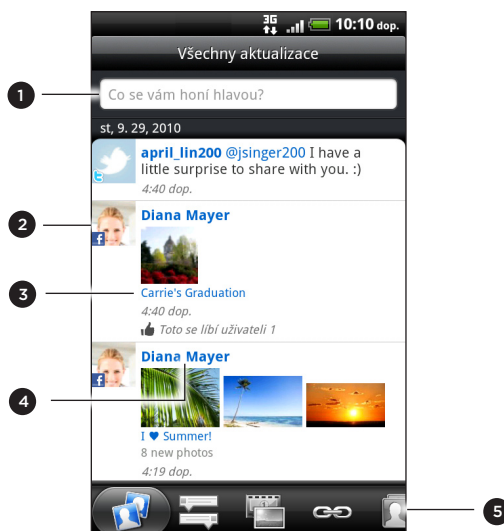 3G 10:10 dop.
Všechny aktualizace
1
Co se vám honí hlavou?
st, 9. 29, 2010
april_lin200 @jsinger200 I have a
little surprise to share with you. :)
4:40 dop.
2
Diana Mayer
3
Carrie's Graduation
4:40 dop.
Toto se líbí uživateli 1
Diana Mayer
4
I ♥ Summer!
8 new photos
4:19 dop.
5